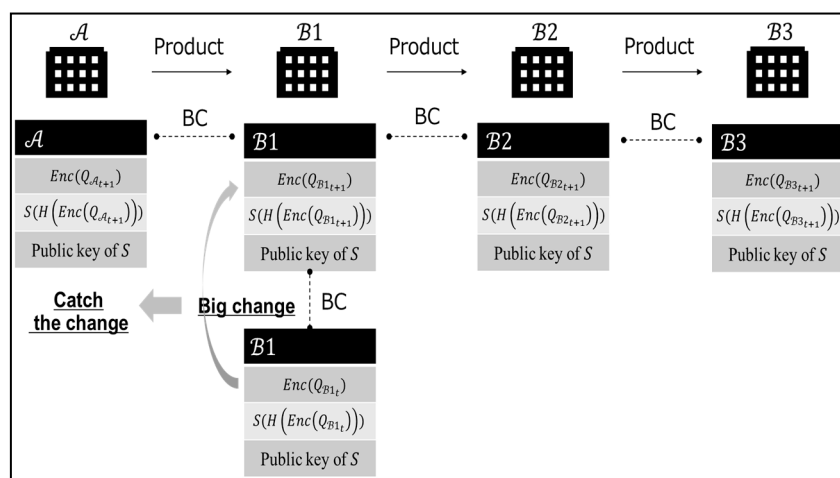 𝒜
Product
ℬ1
Product
ℬ2
Product
ℬ3
BC
BC
BC
𝒜
ℬ1
ℬ2
ℬ3
Enc(Q_{𝒜_{t+1}})
Enc(Q_{ℬ1_{t+1}})
Enc(Q_{ℬ2_{t+1}})
Enc(Q_{ℬ3_{t+1}})
S(H(Enc(Q_{𝒜_{t+1}})))
S(H(Enc(Q_{ℬ1_{t+1}})))
S(H(Enc(Q_{ℬ2_{t+1}})))
S(H(Enc(Q_{ℬ3_{t+1}})))
Public key of S
Public key of S
Public key of S
Public key of S
Catch
the change
Big change
BC
ℬ1
Enc(Q_{ℬ1_t})
S(H(Enc(Q_{ℬ1_t})))
Public key of S